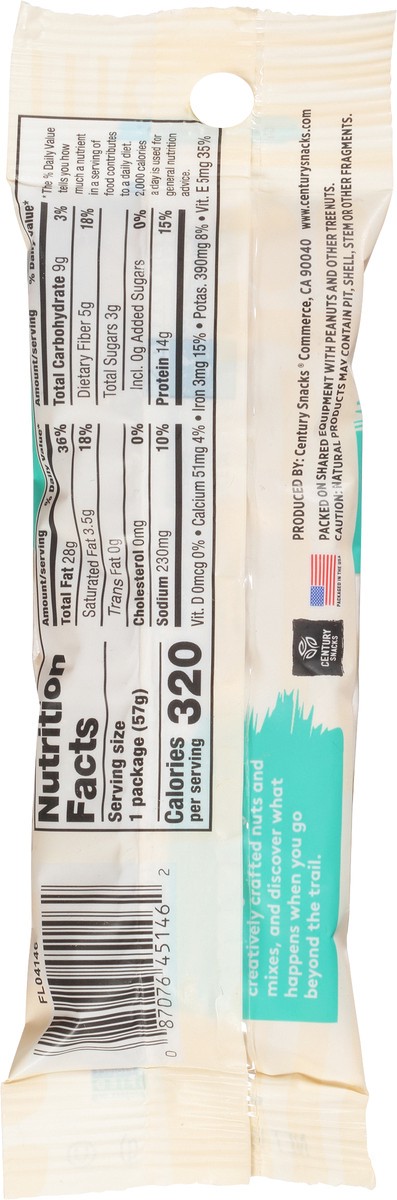 Nutrition
Facts
Serving size
1 package (57g)
Calories
per serving
320
Amount/serving % Daily Value*
Total Fat 28g 36%
Saturated Fat 3.5g 18%
Trans Fat 0g
Cholesterol 0mg 0%
Sodium 230mg 10%
Amount/serving % Daily Value*
Total Carbohydrate 9g 3%
Dietary Fiber 5g 18%
Total Sugars 3g
Incl. 0g Added Sugars 0%
Protein 14g 15%
Vit. D 0mcg 0% • Calcium 51mg 4% • Iron 3mg 15% • Potas. 390mg 8% • Vit. E 5mg 35%
* The % Daily Value
tells you how
much a nutrient
in a serving of
food contributes
to a daily diet.
2,000 calories
a day is used for
general nutrition
advice.
FL04146
0 87076 45146 2
creatively crafted nuts and
mixes, and discover what
happens when you go
beyond the trail.
CENTURY
SNACKS
PACKAGED IN THE USA
PRODUCED BY: Century Snacks® Commerce, CA 90040 www.centurysnacks.com
PACKED ON SHARED EQUIPMENT WITH PEANUTS AND OTHER TREE NUTS.
CAUTION: NATURAL PRODUCTS MAY CONTAIN PIT, SHELL, STEM OR OTHER FRAGMENTS.